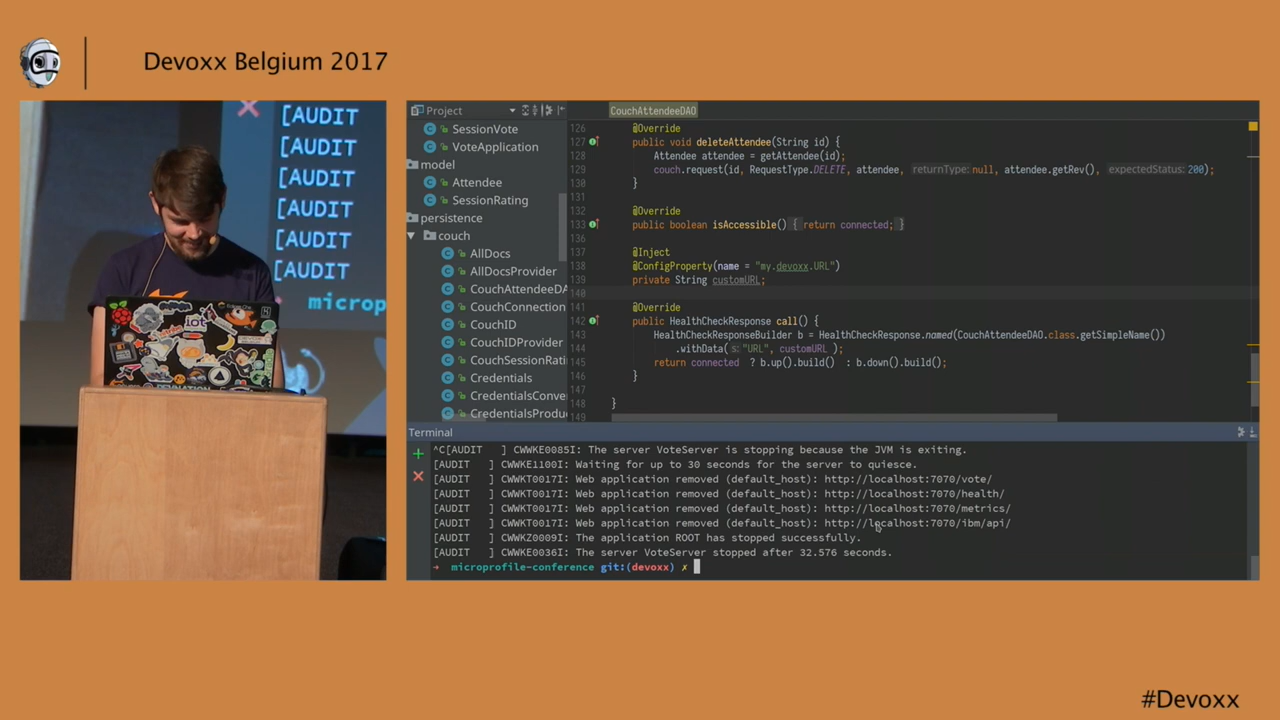 Devoxx Belgium 2017
[AUDIT
[AUDIT
[AUDIT
[AUDIT
[AUDIT
[AUDIT
microp
Project
SessionVote
VoteApplication
model
Attendee
SessionRating
persistence
couch
AllDocs
AllDocsProvider
CouchAttendeeDA
CouchConnection
CouchID
CouchIDProvider
CouchSessionRati
Credentials
CredentialsConve
CredentialsProdu
CouchAttendeeDAO
126 @Override
127 public void deleteAttendee(String id) {
128 Attendee attendee = getAttendee(id);
129 couch.request(id, RequestType.DELETE, attendee, returnType: null, attendee.getRev(), expectedStatus: 200);
130 }
131
132 @Override
133 public boolean isAccessible() { return connected; }
136
137 @Inject
138 @ConfigProperty(name = "my.devoxx.URL")
139 private String customURL;
140
141 @Override
142 public HealthCheckResponse call() {
143 HealthCheckResponseBuilder b = HealthCheckResponse.named(CouchAttendeeDAO.class.getSimpleName())
144 .withData( s: "URL", customURL );
145 return connected ? b.up().build() : b.down().build();
146 }
147
148 }
149
Terminal
^C[AUDIT ] CWWKE0085I: The server VoteServer is stopping because the JVM is exiting.
[AUDIT ] CWWKE1100I: Waiting for up to 30 seconds for the server to quiesce.
[AUDIT ] CWWKT0017I: Web application removed (default_host): http://localhost:7070/vote/
[AUDIT ] CWWKT0017I: Web application removed (default_host): http://localhost:7070/health/
[AUDIT ] CWWKT0017I: Web application removed (default_host): http://localhost:7070/metrics/
[AUDIT ] CWWKT0017I: Web application removed (default_host): http://localhost:7070/ibm/api/
[AUDIT ] CWWKZ0009I: The application ROOT has stopped successfully.
[AUDIT ] CWWKE0036I: The server VoteServer stopped after 32.576 seconds.
→ microprofile-conference git:(devoxx) ✗
#Devoxx